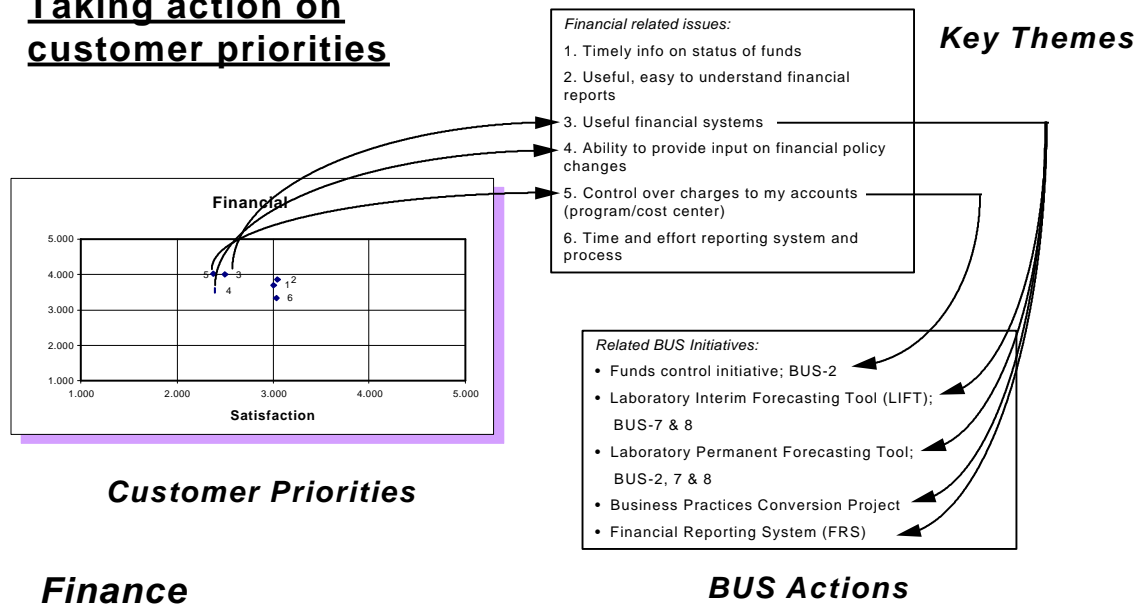 Taking action on
customer priorities
Financial related issues:
1. Timely info on status of funds
2. Useful, easy to understand financial
reports
3. Useful financial systems
4. Ability to provide input on financial policy
changes
5. Control over charges to my accounts
(program/cost center)
6. Time and effort reporting system and
process
Key Themes
Financial
5.000
4.000
3.000
2.000
1.000
5
3
4
2
1
6
1.000 2.000 3.000 4.000 5.000
Satisfaction
Customer Priorities
Related BUS Initiatives:
• Funds control initiative; BUS-2
• Laboratory Interim Forecasting Tool (LIFT);
BUS-7 & 8
• Laboratory Permanent Forecasting Tool;
BUS-2, 7 & 8
• Business Practices Conversion Project
• Financial Reporting System (FRS)
Finance
BUS Actions